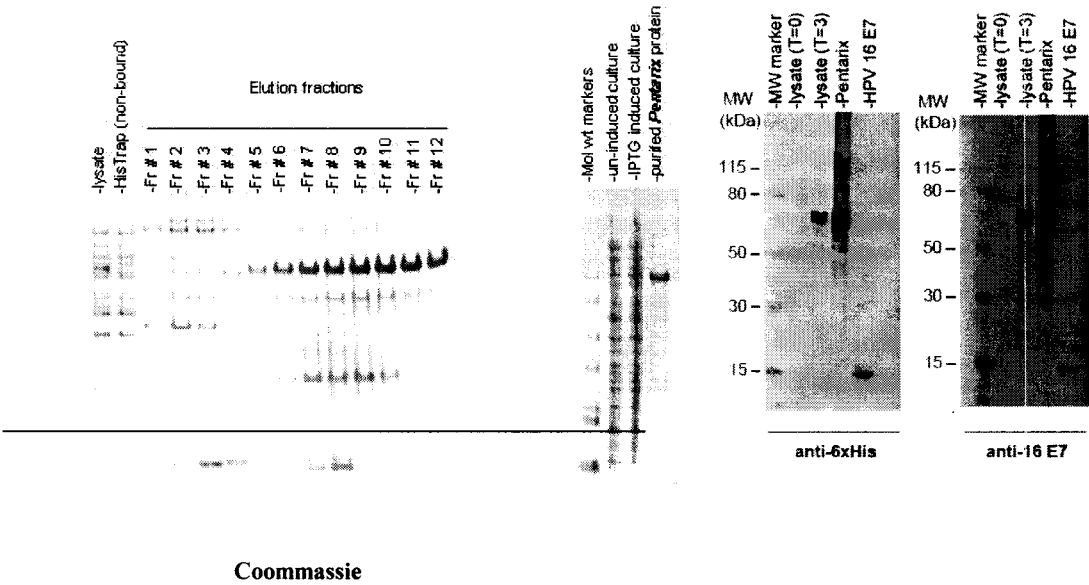 Elution fractions
-lysate
-HisTrap (non-bound)
-Fr # 1
-Fr # 2
-Fr # 3
-Fr # 4
-Fr # 5
-Fr # 6
-Fr # 7
-Fr # 8
-Fr # 9
-Fr # 10
-Fr # 11
-Fr # 12
-Mol wt markers
-un-induced culture
-IPTG induced culture
-purified Pentarix protein
-MW marker
-lysate (T=0)
-lysate (T=3)
-Pentarix
-HPV 16 E7
MW
(kDa)
115 –
80 –
50 –
30 –
15 –
anti-6xHis
-MW marker
-lysate (T=0)
-lysate (T=3)
-Pentarix
-HPV 16 E7
MW
(kDa)
115 –
80 –
50 –
30 –
15 –
anti-16 E7
Coommassie